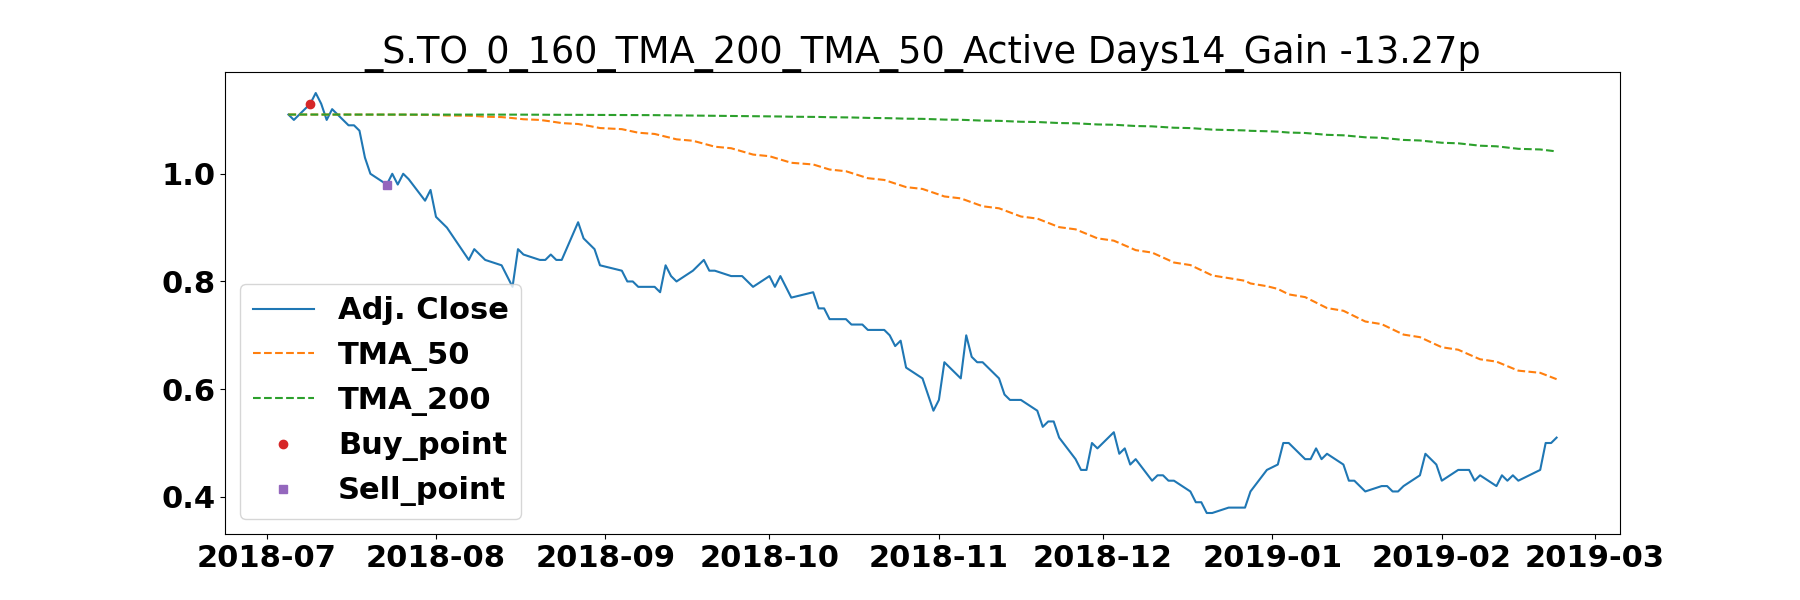 _S.TO_0_160_TMA_200_TMA_50_Active Days14_Gain -13.27p
1.0
0.8
0.6
0.4
Adj. Close
TMA_50
TMA_200
Buy_point
Sell_point
2018-07 2018-08 2018-09 2018-10 2018-11 2018-12 2019-01 2019-02 2019-03